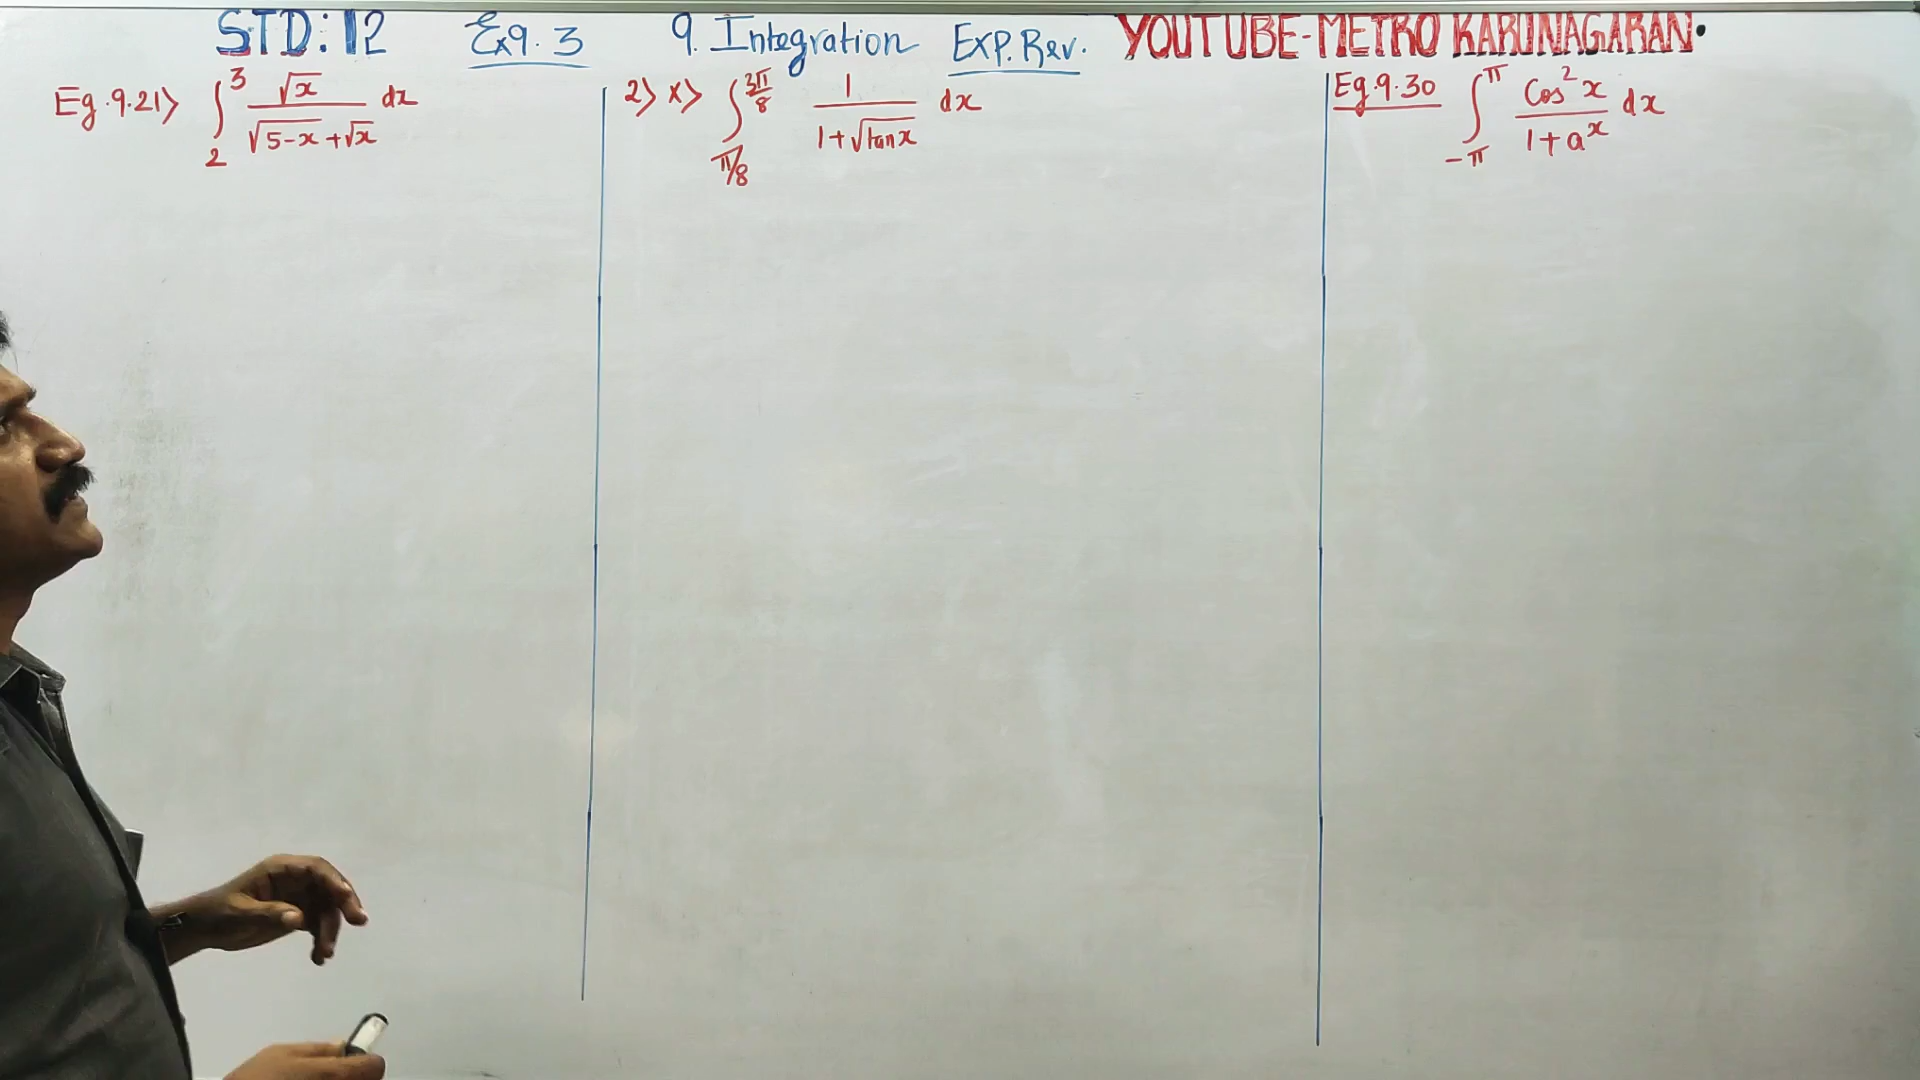 STD: 12 Ex9.3 9. Integration Exp. Rev. YOUTUBE-METRO KARUNAGARAN.
Eg.9.21> ∫₂³ √x / (√5-x + √x) dx
2> x> ∫_{π/8}^{3π/8} 1 / (1+√tanx) dx
Eg.9.30 ∫_{-π}^{π} Cos²x / (1+a^x) dx